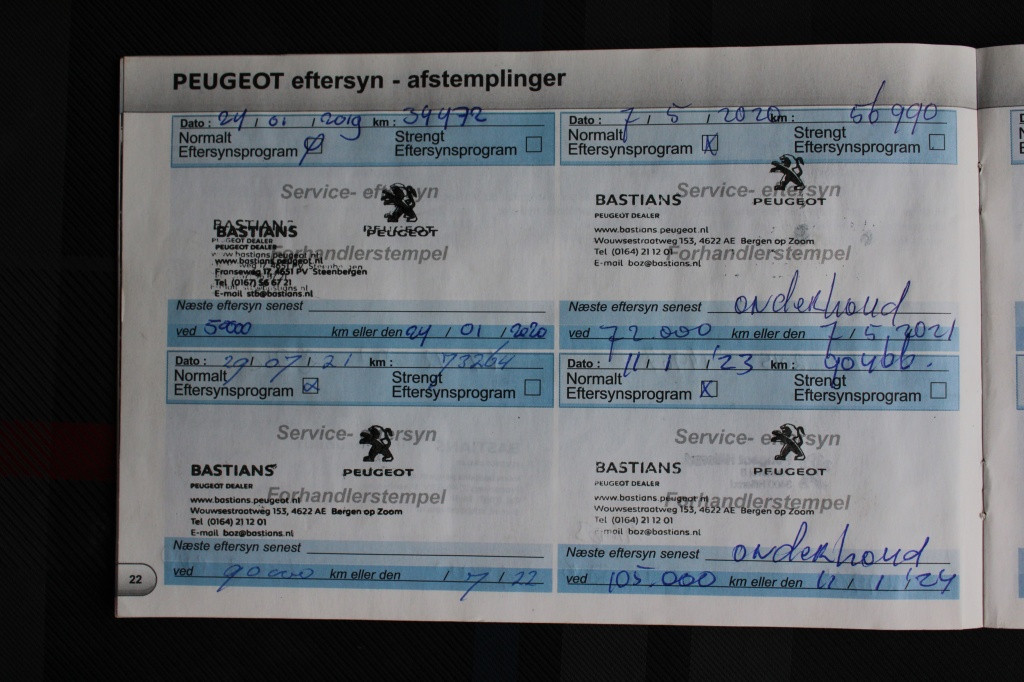 PEUGEOT eftersyn - afstemplinger
Dato : 24 / 01 / 2019 km : 39472
Normalt
Eftersynsprogram
Strengt
Eftersynsprogram
Service- eftersyn
PEUGEOT
BASTIANS
PEUGEOT DEALER
www.bastians.peugeot.nl
Forhandlerstempel
Franseweg 17, 4651 PV Steenbergen
Tel (0167) 56 67 21
E-mail stb@bastians.nl
Næste eftersyn senest
ved 59000 km eller den 24 / 01 / 2020
Dato : 7 / 5 / 2020 km : 56990
Normalt
Eftersynsprogram
Strengt
Eftersynsprogram
Service- eftersyn
BASTIANS
PEUGEOT
PEUGEOT DEALER
www.bastians.peugeot.nl
Wouwsestraatweg 153, 4622 AE Bergen op Zoom
Tel (0164) 21 12 01
Forhandlerstempel
E-mail boz@bastians.nl
Næste eftersyn senest onderhoud
ved 72.000 km eller den 7 / 5 / 2021
Dato : 29 / 07 / 21 km : 73264
Normalt
Eftersynsprogram
Strengt
Eftersynsprogram
Service- eftersyn
BASTIANS
PEUGEOT
PEUGEOT DEALER
www.bastians.peugeot.nl
Forhandlerstempel
Wouwsestraatweg 153, 4622 AE Bergen op Zoom
Tel (0164) 21 12 01
E-mail boz@bastians.nl
Næste eftersyn senest
ved 90000 km eller den / 7 / 22
Dato : 11 / 1 / '23 km : 90466.
Normalt
Eftersynsprogram
Strengt
Eftersynsprogram
Service- eftersyn
BASTIANS
PEUGEOT
PEUGEOT DEALER
www.bastians.peugeot.nl
Forhandlerstempel
Wouwsestraatweg 153, 4622 AE Bergen op Zoom
Tel (0164) 21 12 01
E-mail boz@bastians.nl
Næste eftersyn senest onderhoud
ved 105.000 km eller den 11 / 1 / '24
22